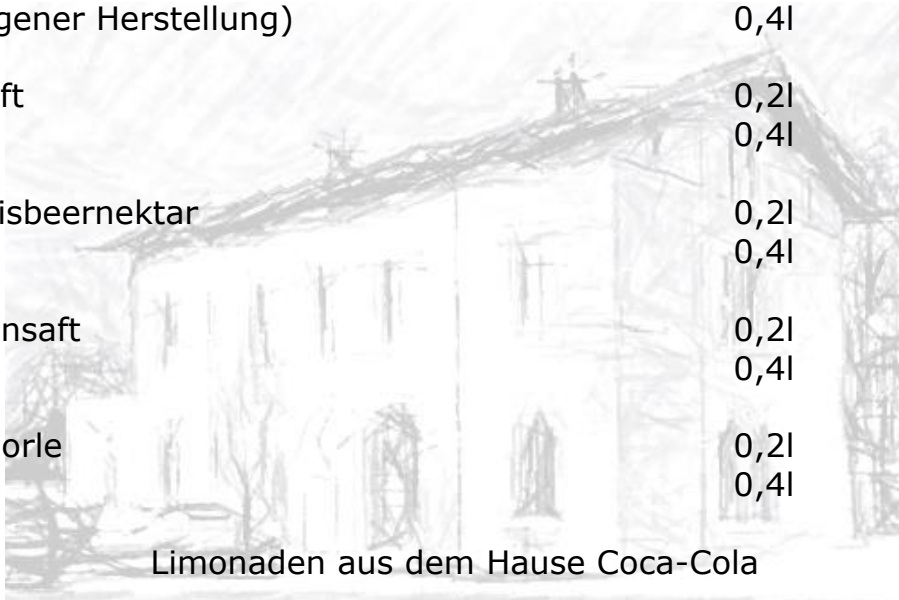 gener Herstellung) 0,4l
ft 0,2l
0,4l
isbeernektar 0,2l
0,4l
nsaft 0,2l
0,4l
orle 0,2l
0,4l
Limonaden aus dem Hause Coca-Cola